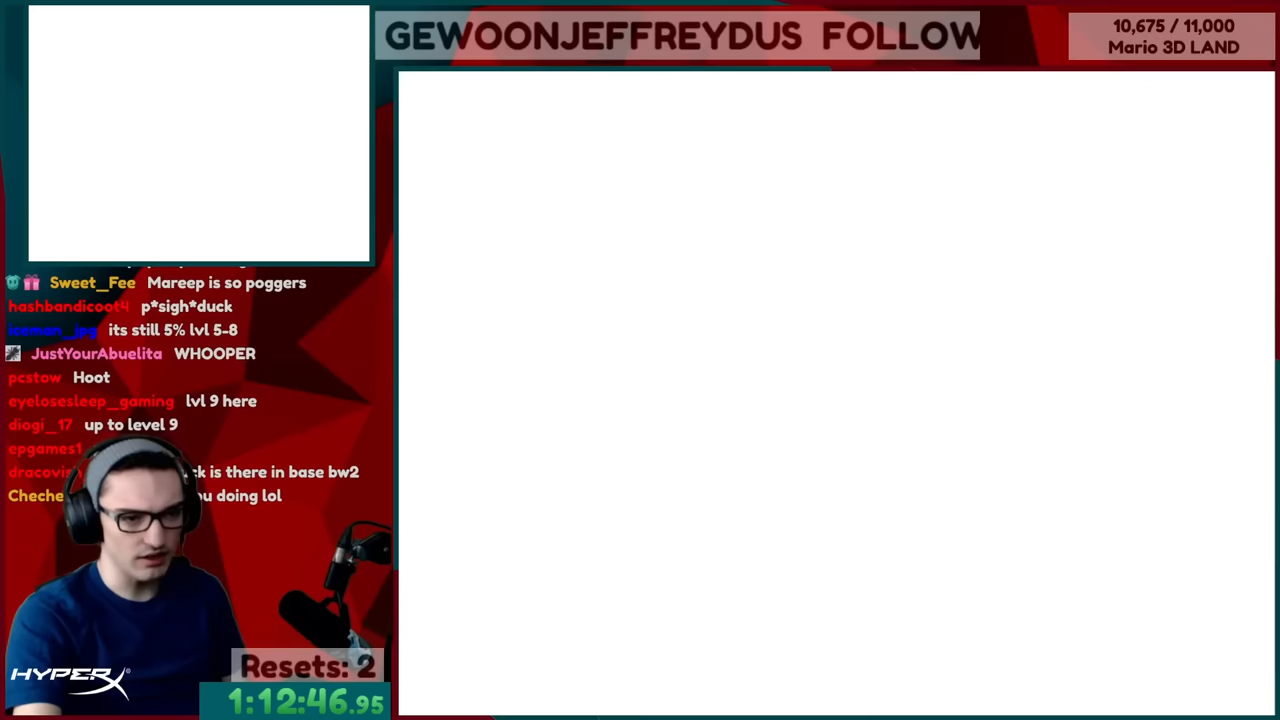 GEWOONJEFFREYDUS FOLLOW
10,675 / 11,000
Mario 3D LAND
Sweet_Fee Mareep is so poggers
hashbandicoot4 p*sigh*duck
iceman_jpg its still 5% lvl 5-8
JustYourAbuelita WHOOPER
pcstow Hoot
eyelosesleep_gaming lvl 9 here
diogi_17 up to level 9
epgames1
is there in base bw2
doing lol
HYPERX
Resets: 2
1:12:46.95